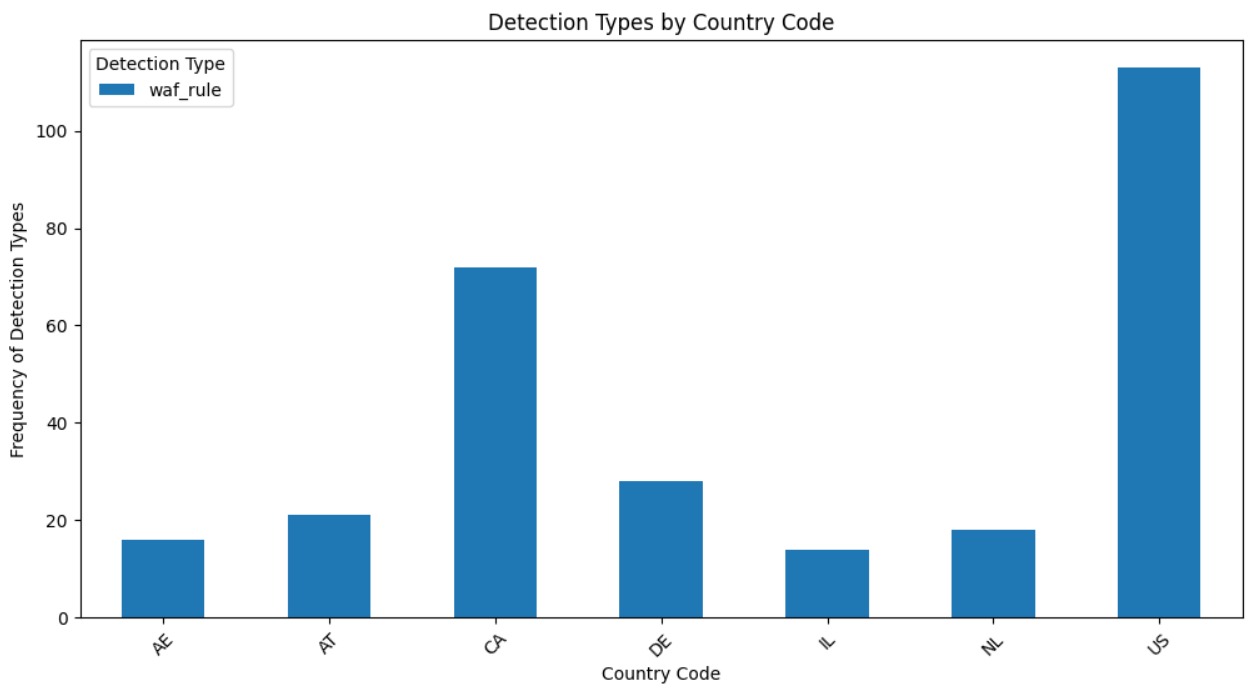 Detection Types by Country Code
Detection Type
waf_rule
Frequency of Detection Types
100
80
60
40
20
0
AE AT CA DE IL NL US
Country Code